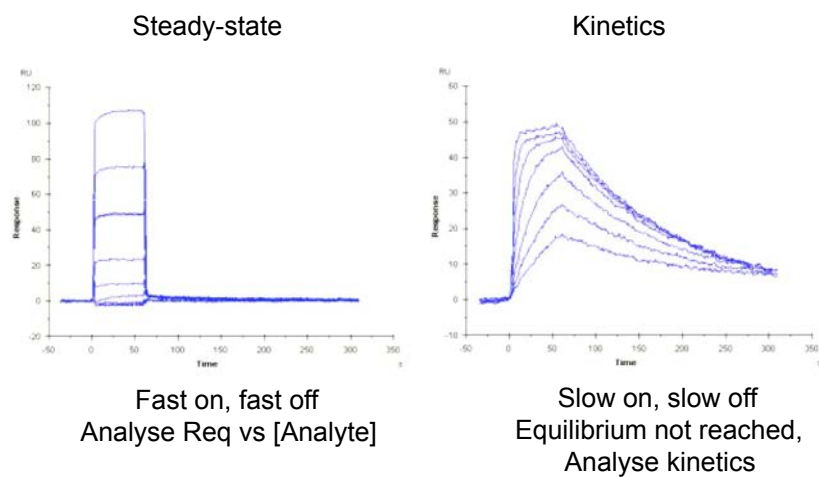 Steady-state
RU
120
100
80
60
40
20
0
-20
-50 0 50 100 150 200 250 300 350
Time
s
Response
Fast on, fast off
Analyse Req vs [Analyte]
Kinetics
RU
60
50
40
30
20
10
0
-10
-50 0 50 100 150 200 250 300 350
Time
s
Response
Slow on, slow off
Equilibrium not reached,
Analyse kinetics